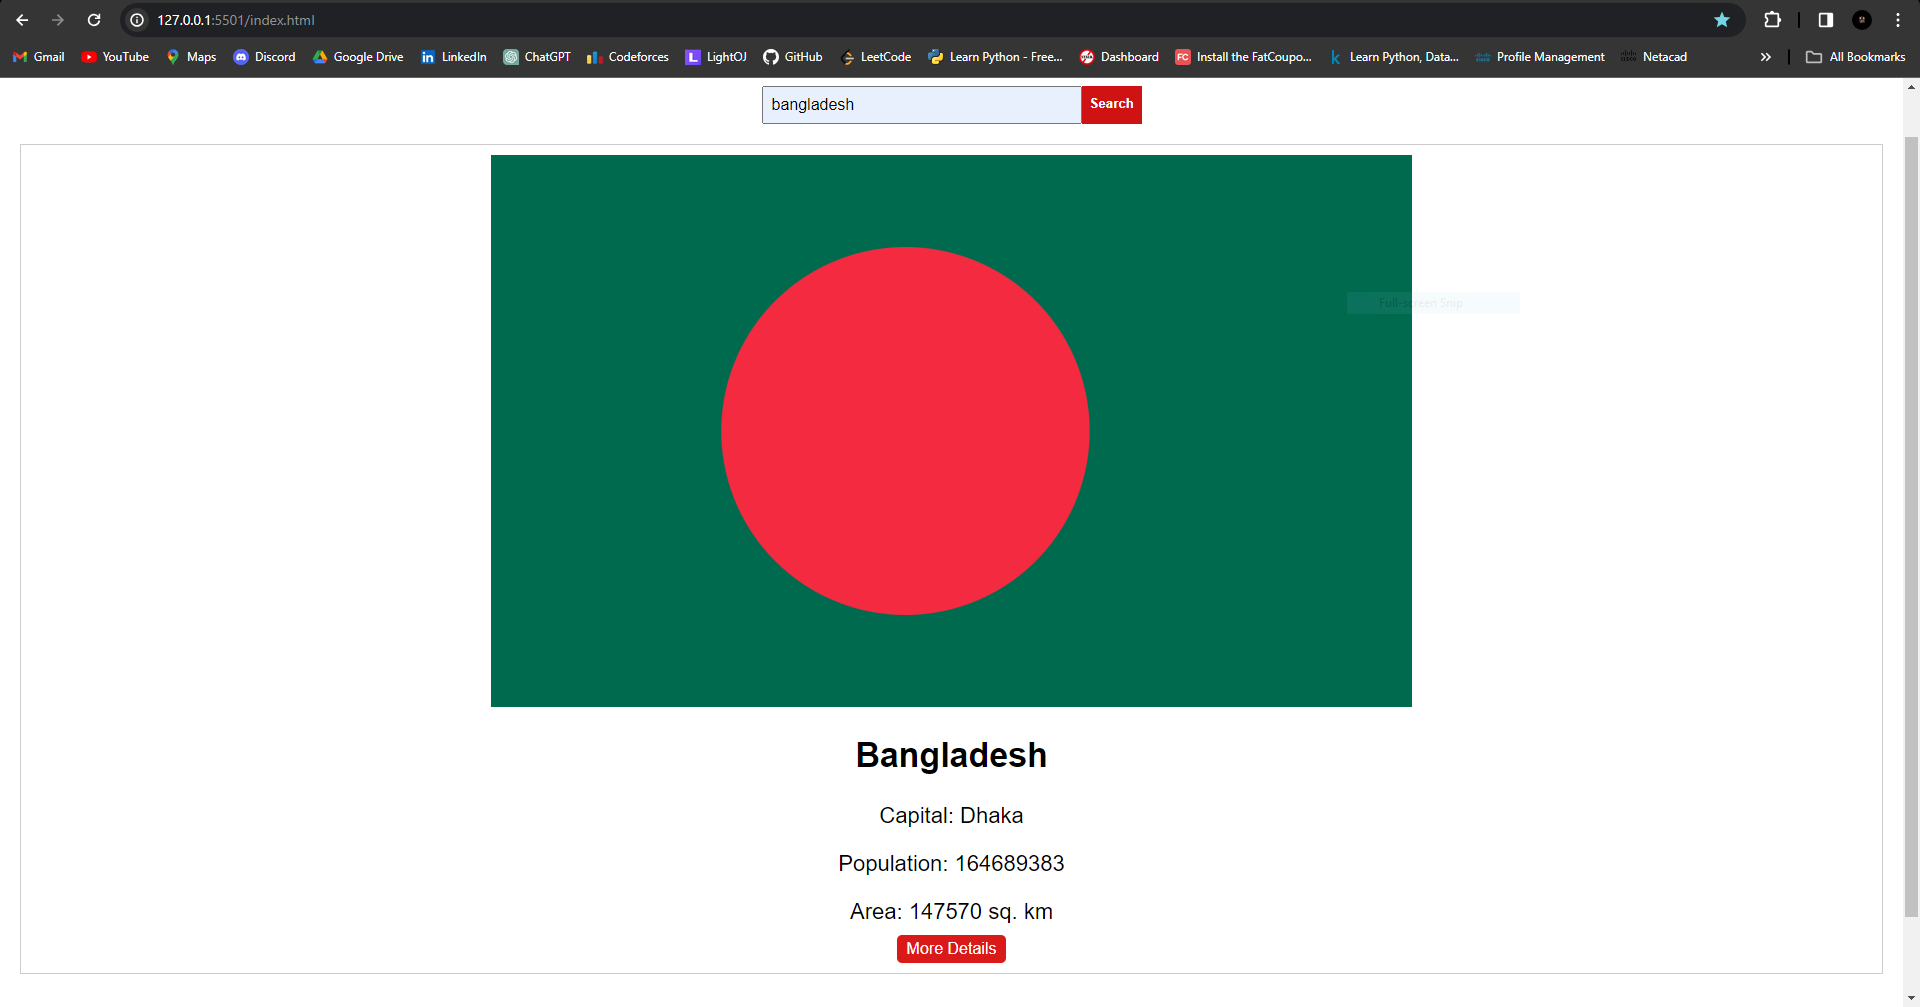 127.0.0.1:5501/index.html
Gmail YouTube Maps Discord Google Drive LinkedIn ChatGPT Codeforces LightOJ GitHub LeetCode Learn Python - Free... Dashboard Install the FatCoupo... Learn Python, Data... Profile Management Netacad » All Bookmarks
bangladesh Search
Full-screen Snip
Bangladesh
Capital: Dhaka
Population: 164689383
Area: 147570 sq. km
More Details